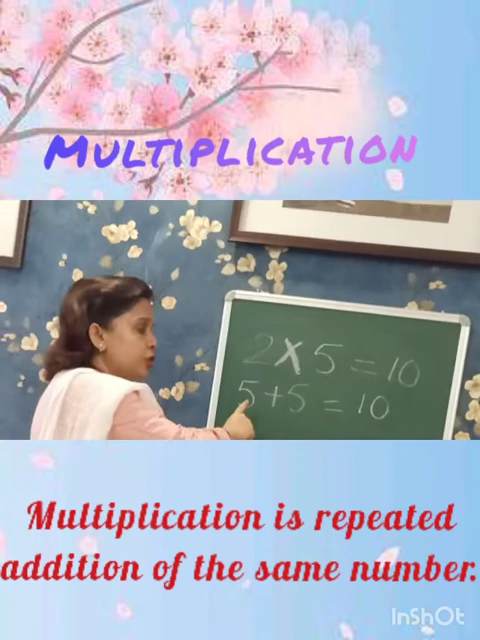 MULTIPLICATION
2 X 5 = 10
5 + 5 = 10
Multiplication is repeated
addition of the same number.
InShOt